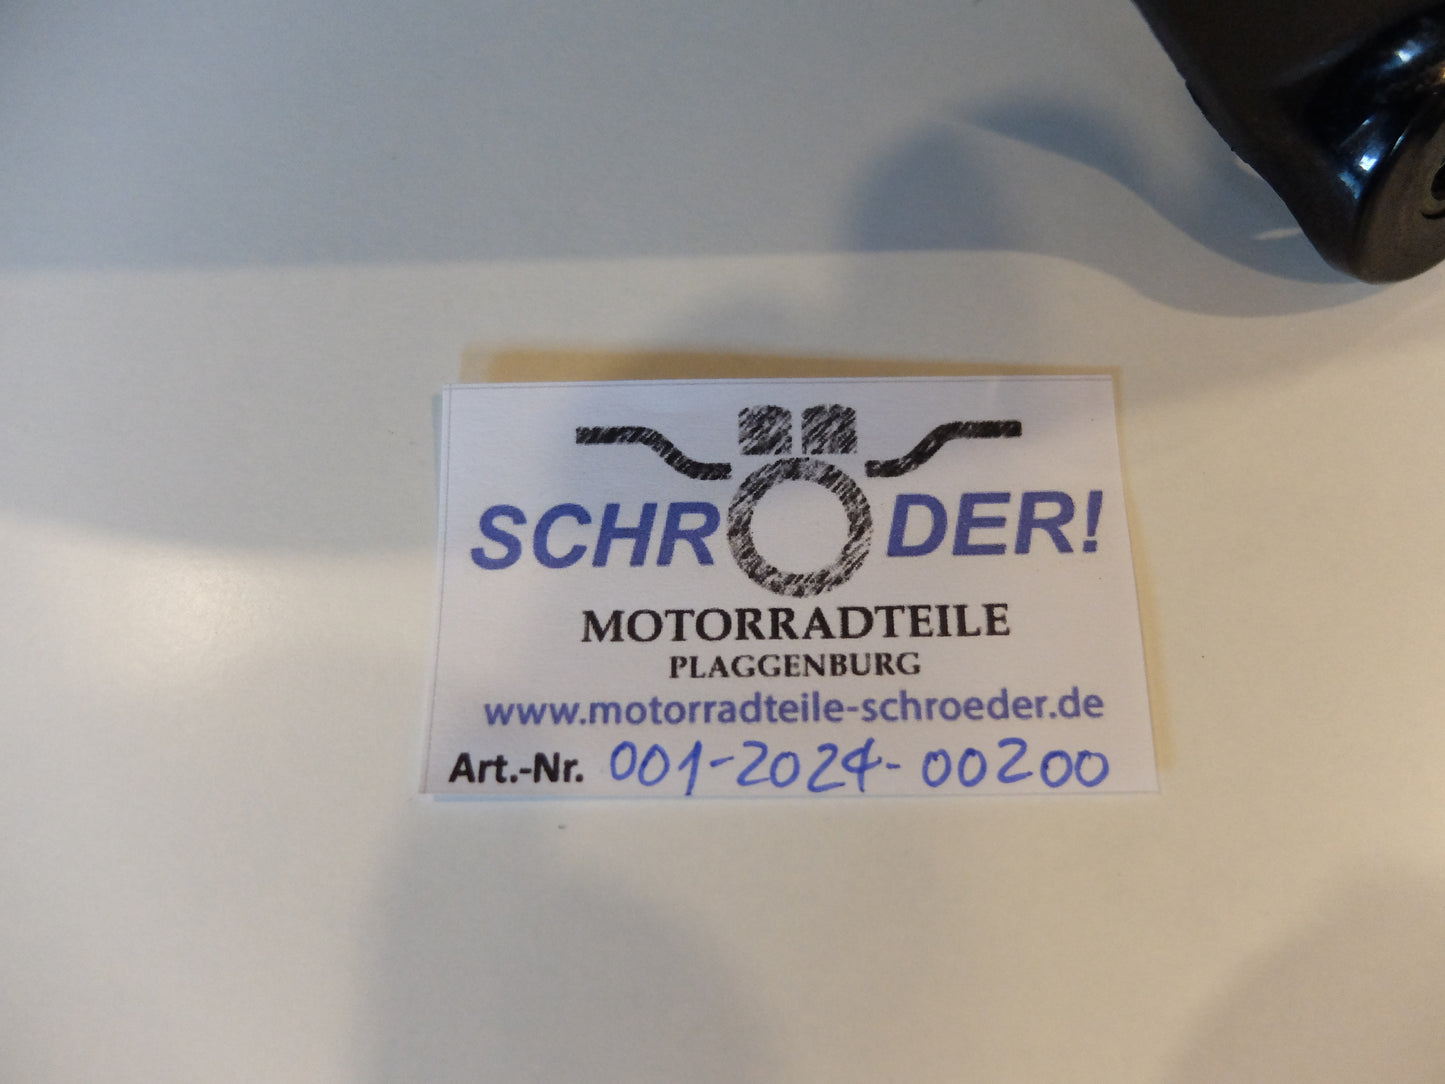 SCHRÖDER!
MOTORRADTEILE
PLAGGENBURG
www.motorradteile-schroeder.de
Art.-Nr. 001-2024-00200